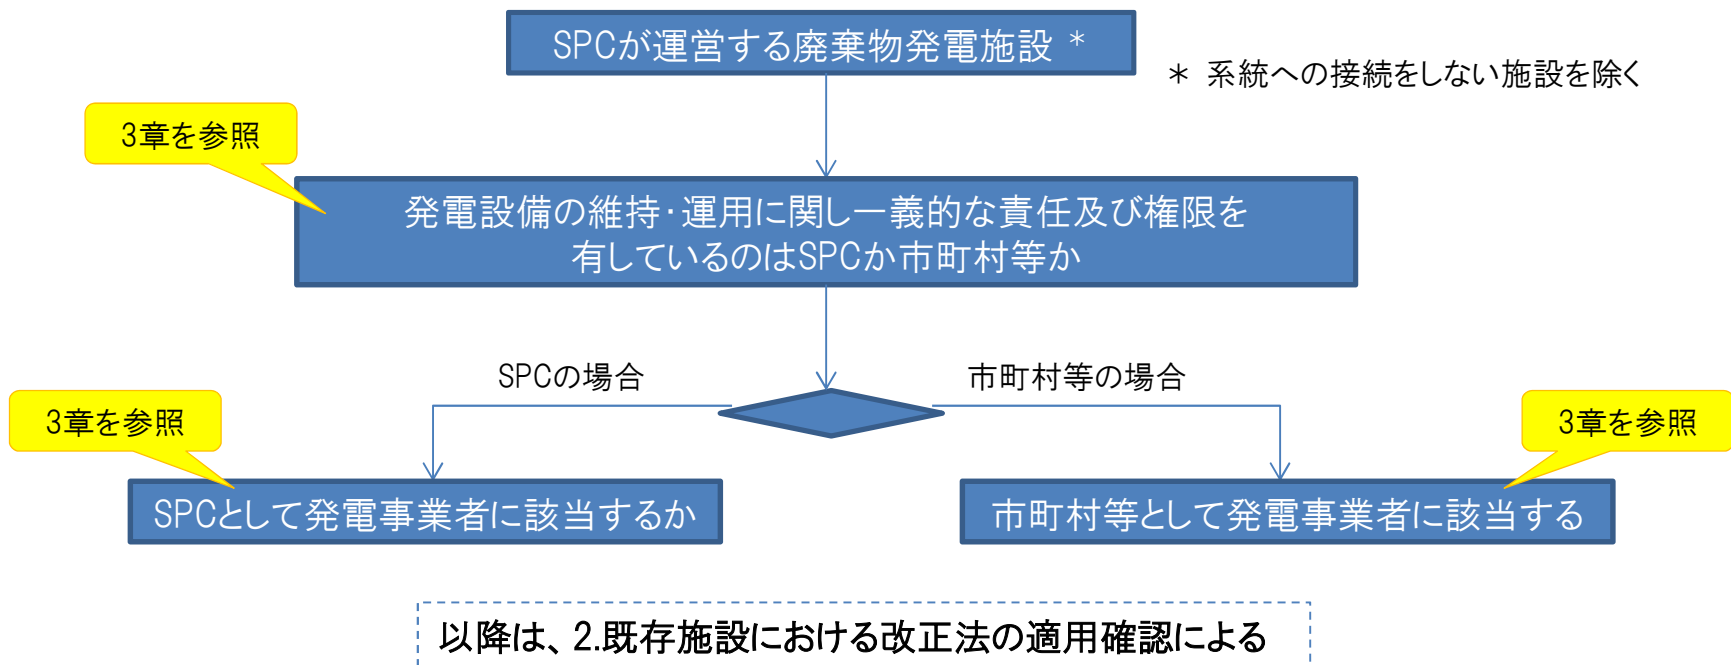 SPCが運営する廃棄物発電施設 *
* 系統への接続をしない施設を除く
3章を参照
発電設備の維持・運用に関し一義的な責任及び権限を
有しているのはSPCか市町村等か
SPCの場合
市町村等の場合
3章を参照
3章を参照
SPCとして発電事業者に該当するか
市町村等として発電事業者に該当する
以降は、2.既存施設における改正法の適用確認による